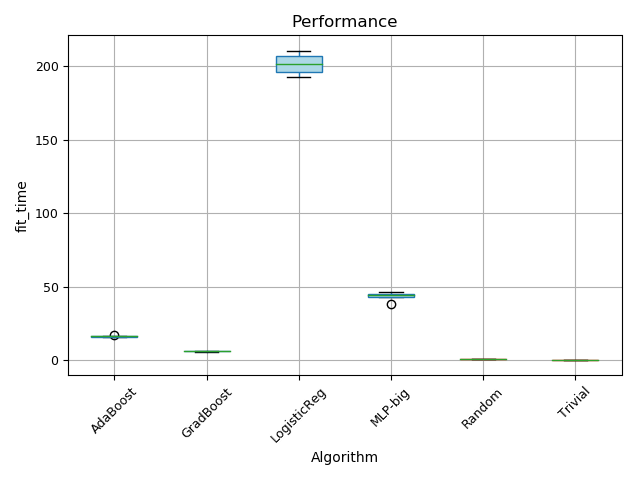 Performance
fit_time
200
150
100
50
0
AdaBoost
GradBoost
LogisticReg
MLP-big
Random
Trivial
Algorithm